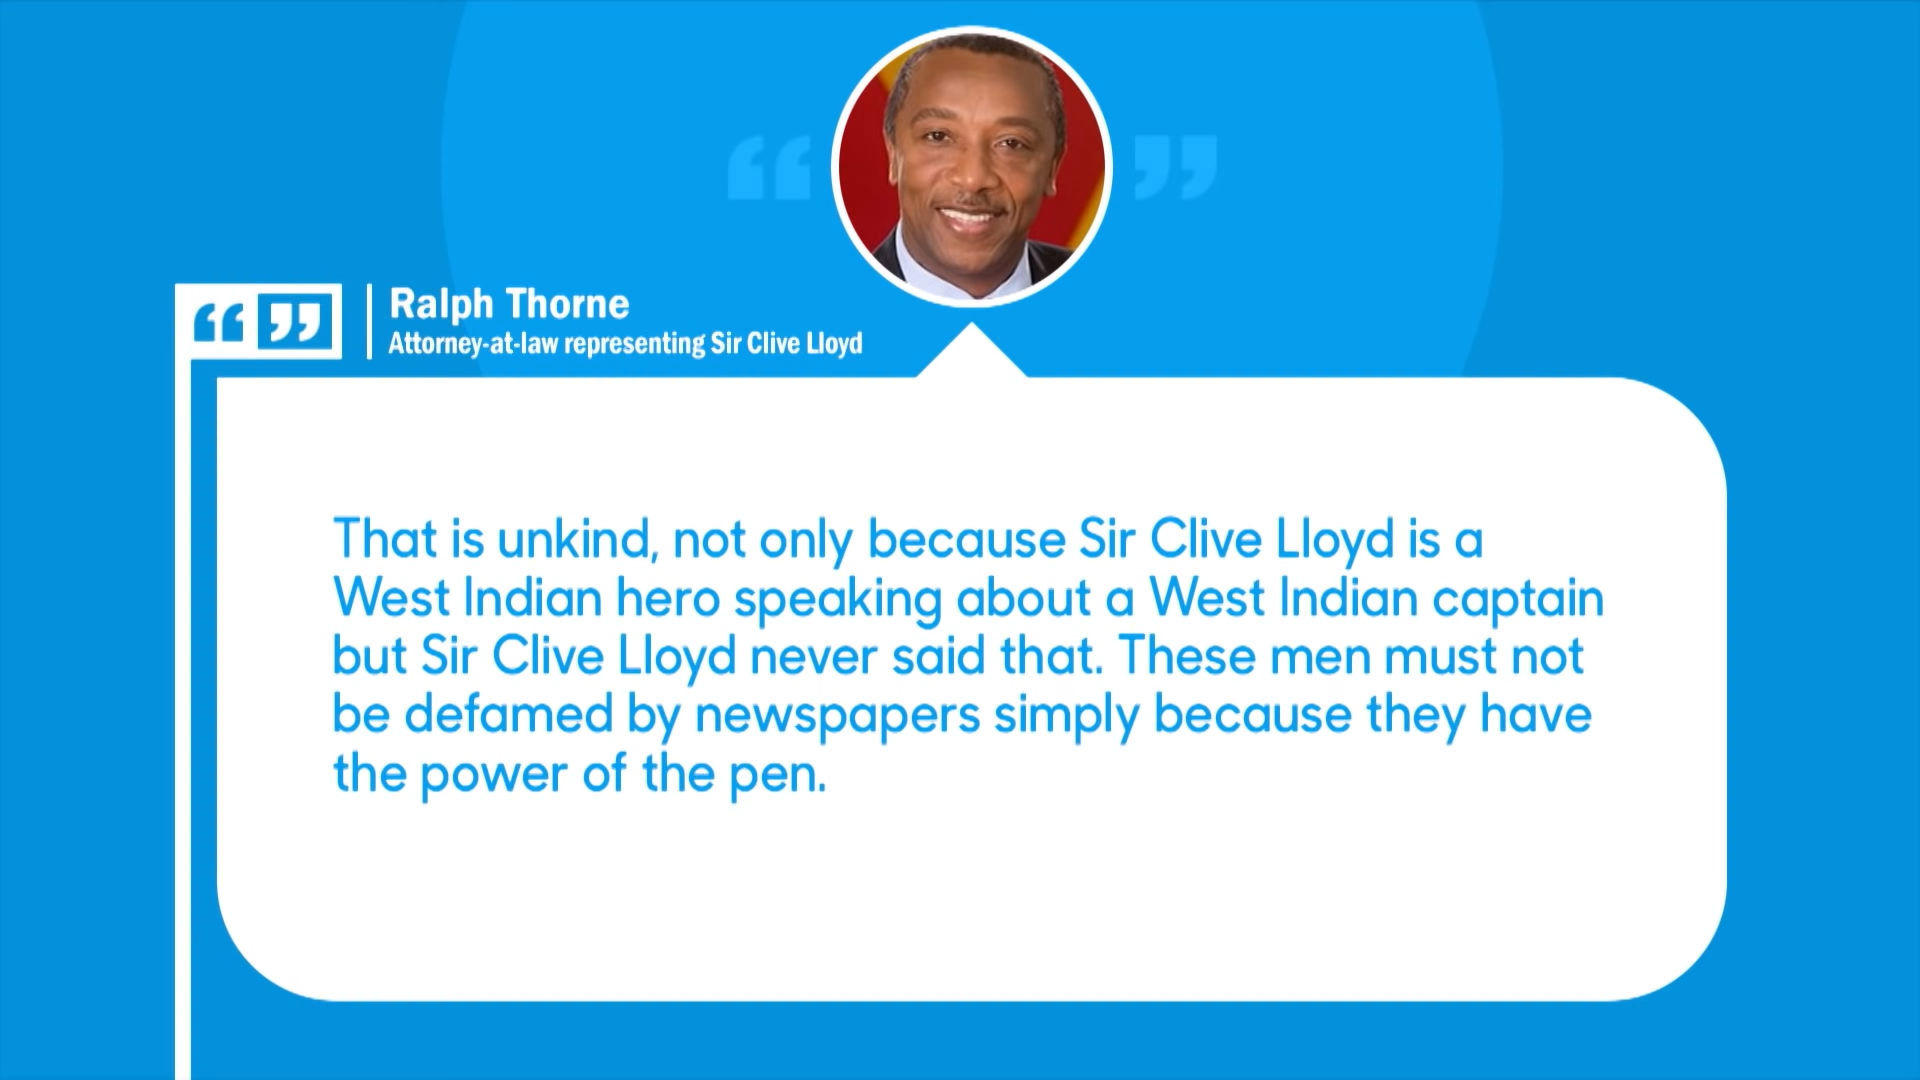 Ralph Thorne
Attorney-at-law representing Sir Clive Lloyd
That is unkind, not only because Sir Clive Lloyd is a
West Indian hero speaking about a West Indian captain
but Sir Clive Lloyd never said that. These men must not
be defamed by newspapers simply because they have
the power of the pen.